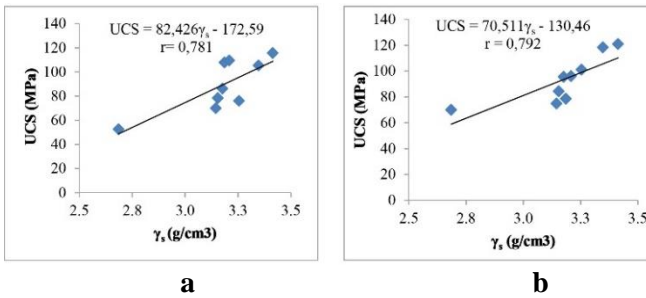 UCS = 82,426γs - 172,59
r= 0,781
UCS (MPa)
140
120
100
80
60
40
20
0
2.5
2.8
3.0
3.3
3.5
γs (g/cm3)
a
UCS = 70,511γs - 130,46
r = 0,792
UCS (MPa)
140
120
100
80
60
40
20
0
2.5
2.8
3.0
3.3
3.5
γs (g/cm3)
b